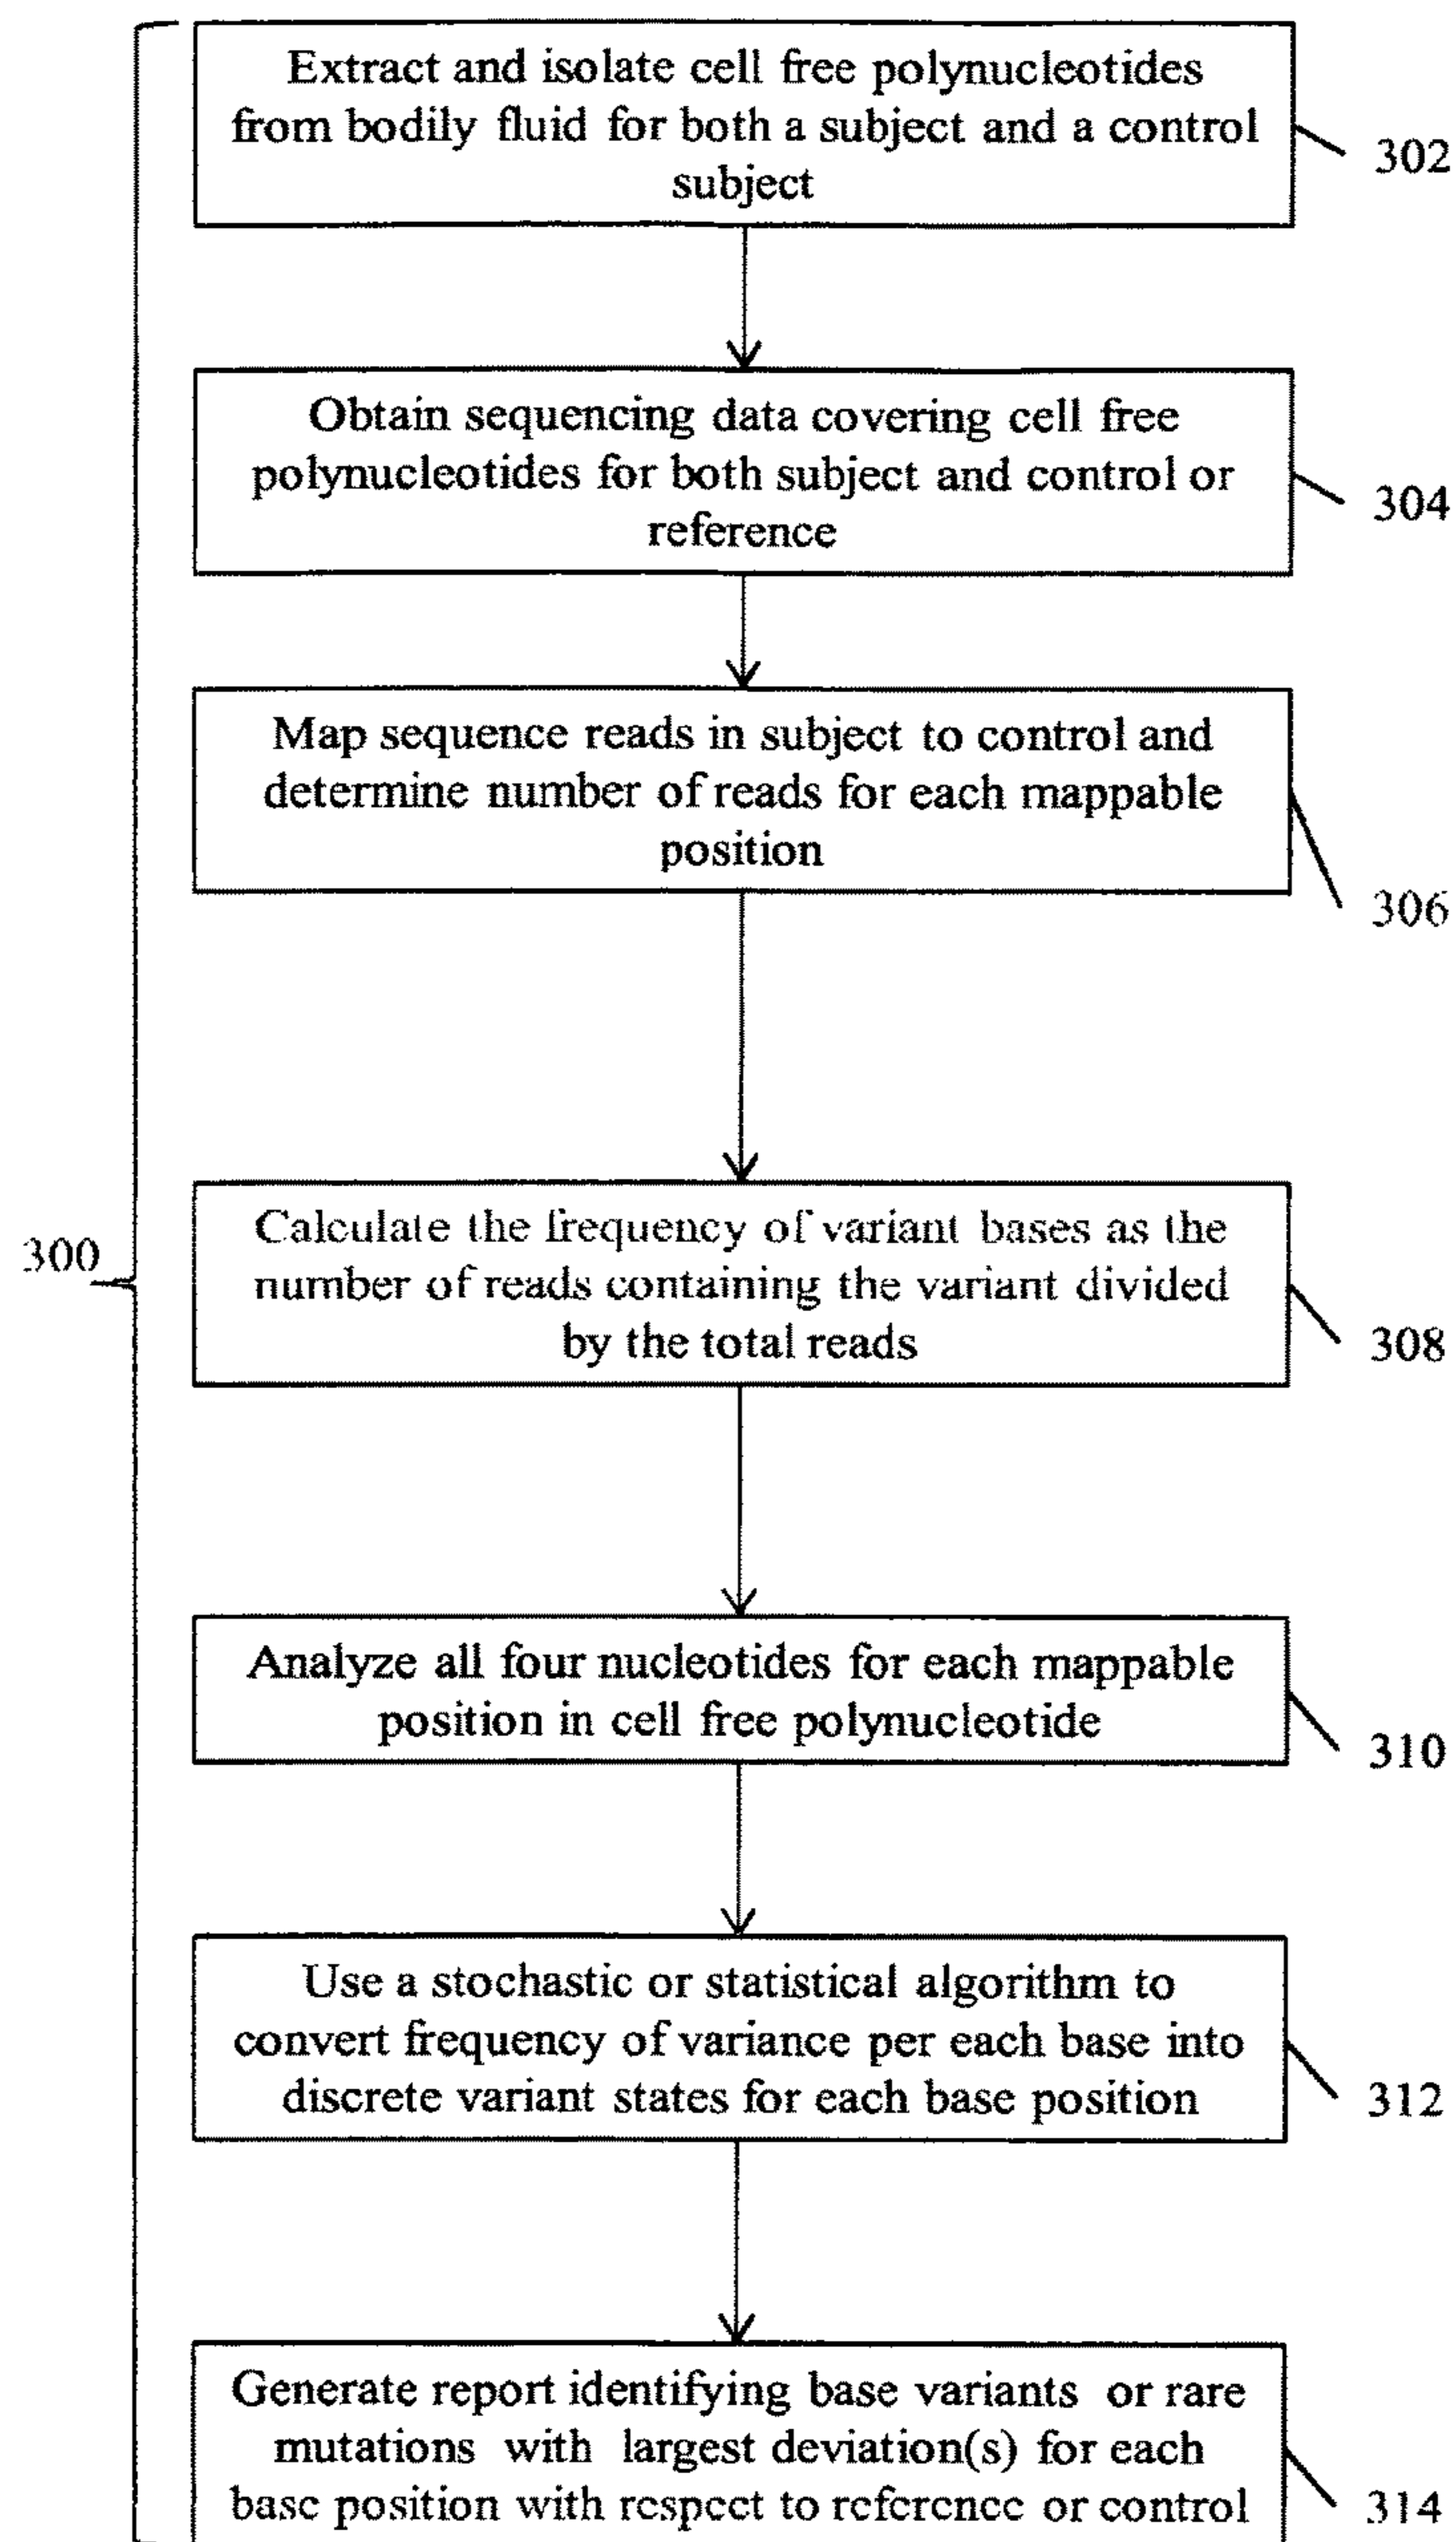 Extract and isolate cell free polynucleotides
from bodily fluid for both a subject and a control
subject
302
Obtain sequencing data covering cell free
polynucleotides for both subject and control or
reference
304
Map sequence reads in subject to control and
determine number of reads for each mappable
position
306
300
Calculate the frequency of variant bases as the
number of reads containing the variant divided
by the total reads
308
Analyze all four nucleotides for each mappable
position in cell free polynucleotide
310
Use a stochastic or statistical algorithm to
convert frequency of variance per each base into
discrete variant states for each base position
312
Generate report identifying base variants or rare
mutations with largest deviation(s) for each
base position with respect to reference or control
314